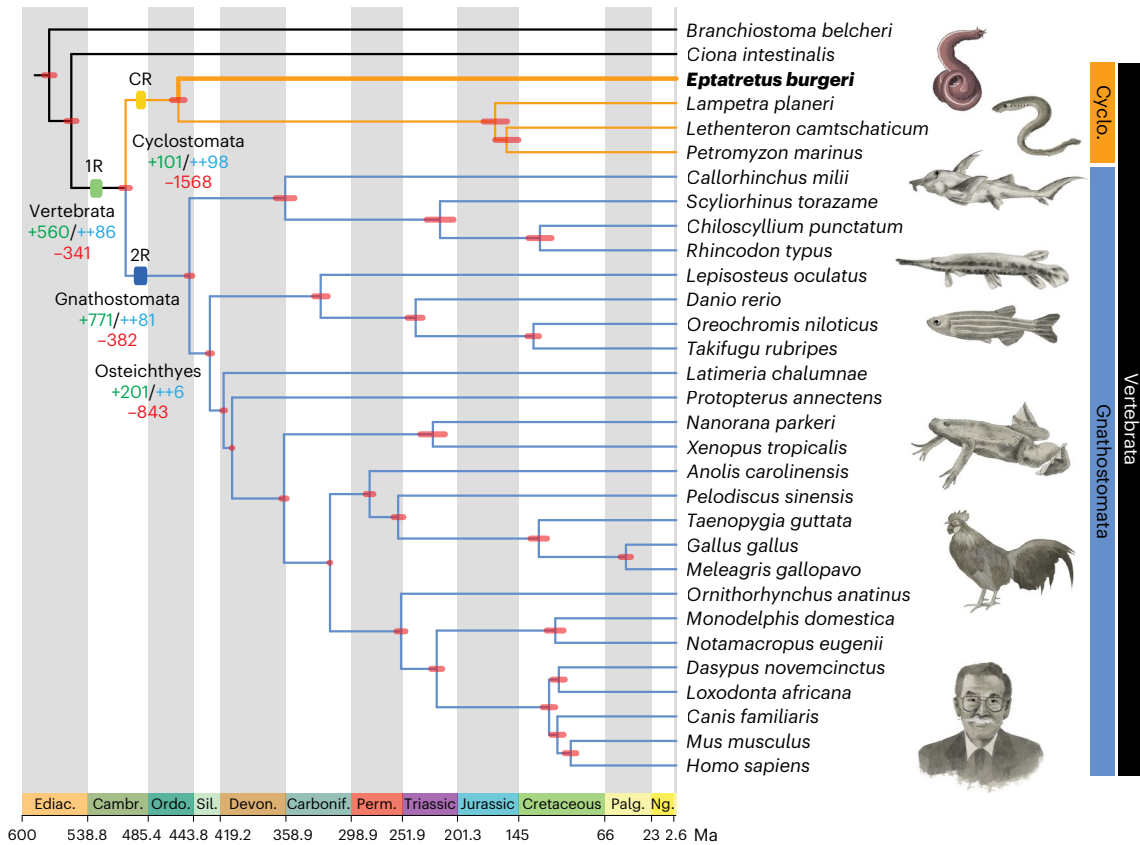 Branchiostoma belcheri
Ciona intestinalis
Eptatretus burgeri
Lampetra planeri
Lethenteron camtschaticum
Petromyzon marinus
Callorhinchus milii
Scyliorhinus torazame
Chiloscyllium punctatum
Rhincodon typus
Lepisosteus oculatus
Danio rerio
Oreochromis niloticus
Takifugu rubripes
Latimeria chalumnae
Protopterus annectens
Nanorana parkeri
Xenopus tropicalis
Anolis carolinensis
Pelodiscus sinensis
Taenopygia guttata
Gallus gallus
Meleagris gallopavo
Ornithorhynchus anatinus
Monodelphis domestica
Notamacropus eugenii
Dasypus novemcinctus
Loxodonta africana
Canis familiaris
Mus musculus
Homo sapiens
CR
Cyclostomata
+101/++98
−1568
1R
Vertebrata
+560/++86
−341
2R
Gnathostomata
+771/++81
−382
Osteichthyes
+201/++6
−843
Cyclo.
Gnathostomata
Vertebrata
Ediac. Cambr. Ordo. Sil. Devon. Carbonif. Perm. Triassic Jurassic Cretaceous Palg. Ng.
600 538.8 485.4 443.8 419.2 358.9 298.9 251.9 201.3 145 66 23 2.6 Ma